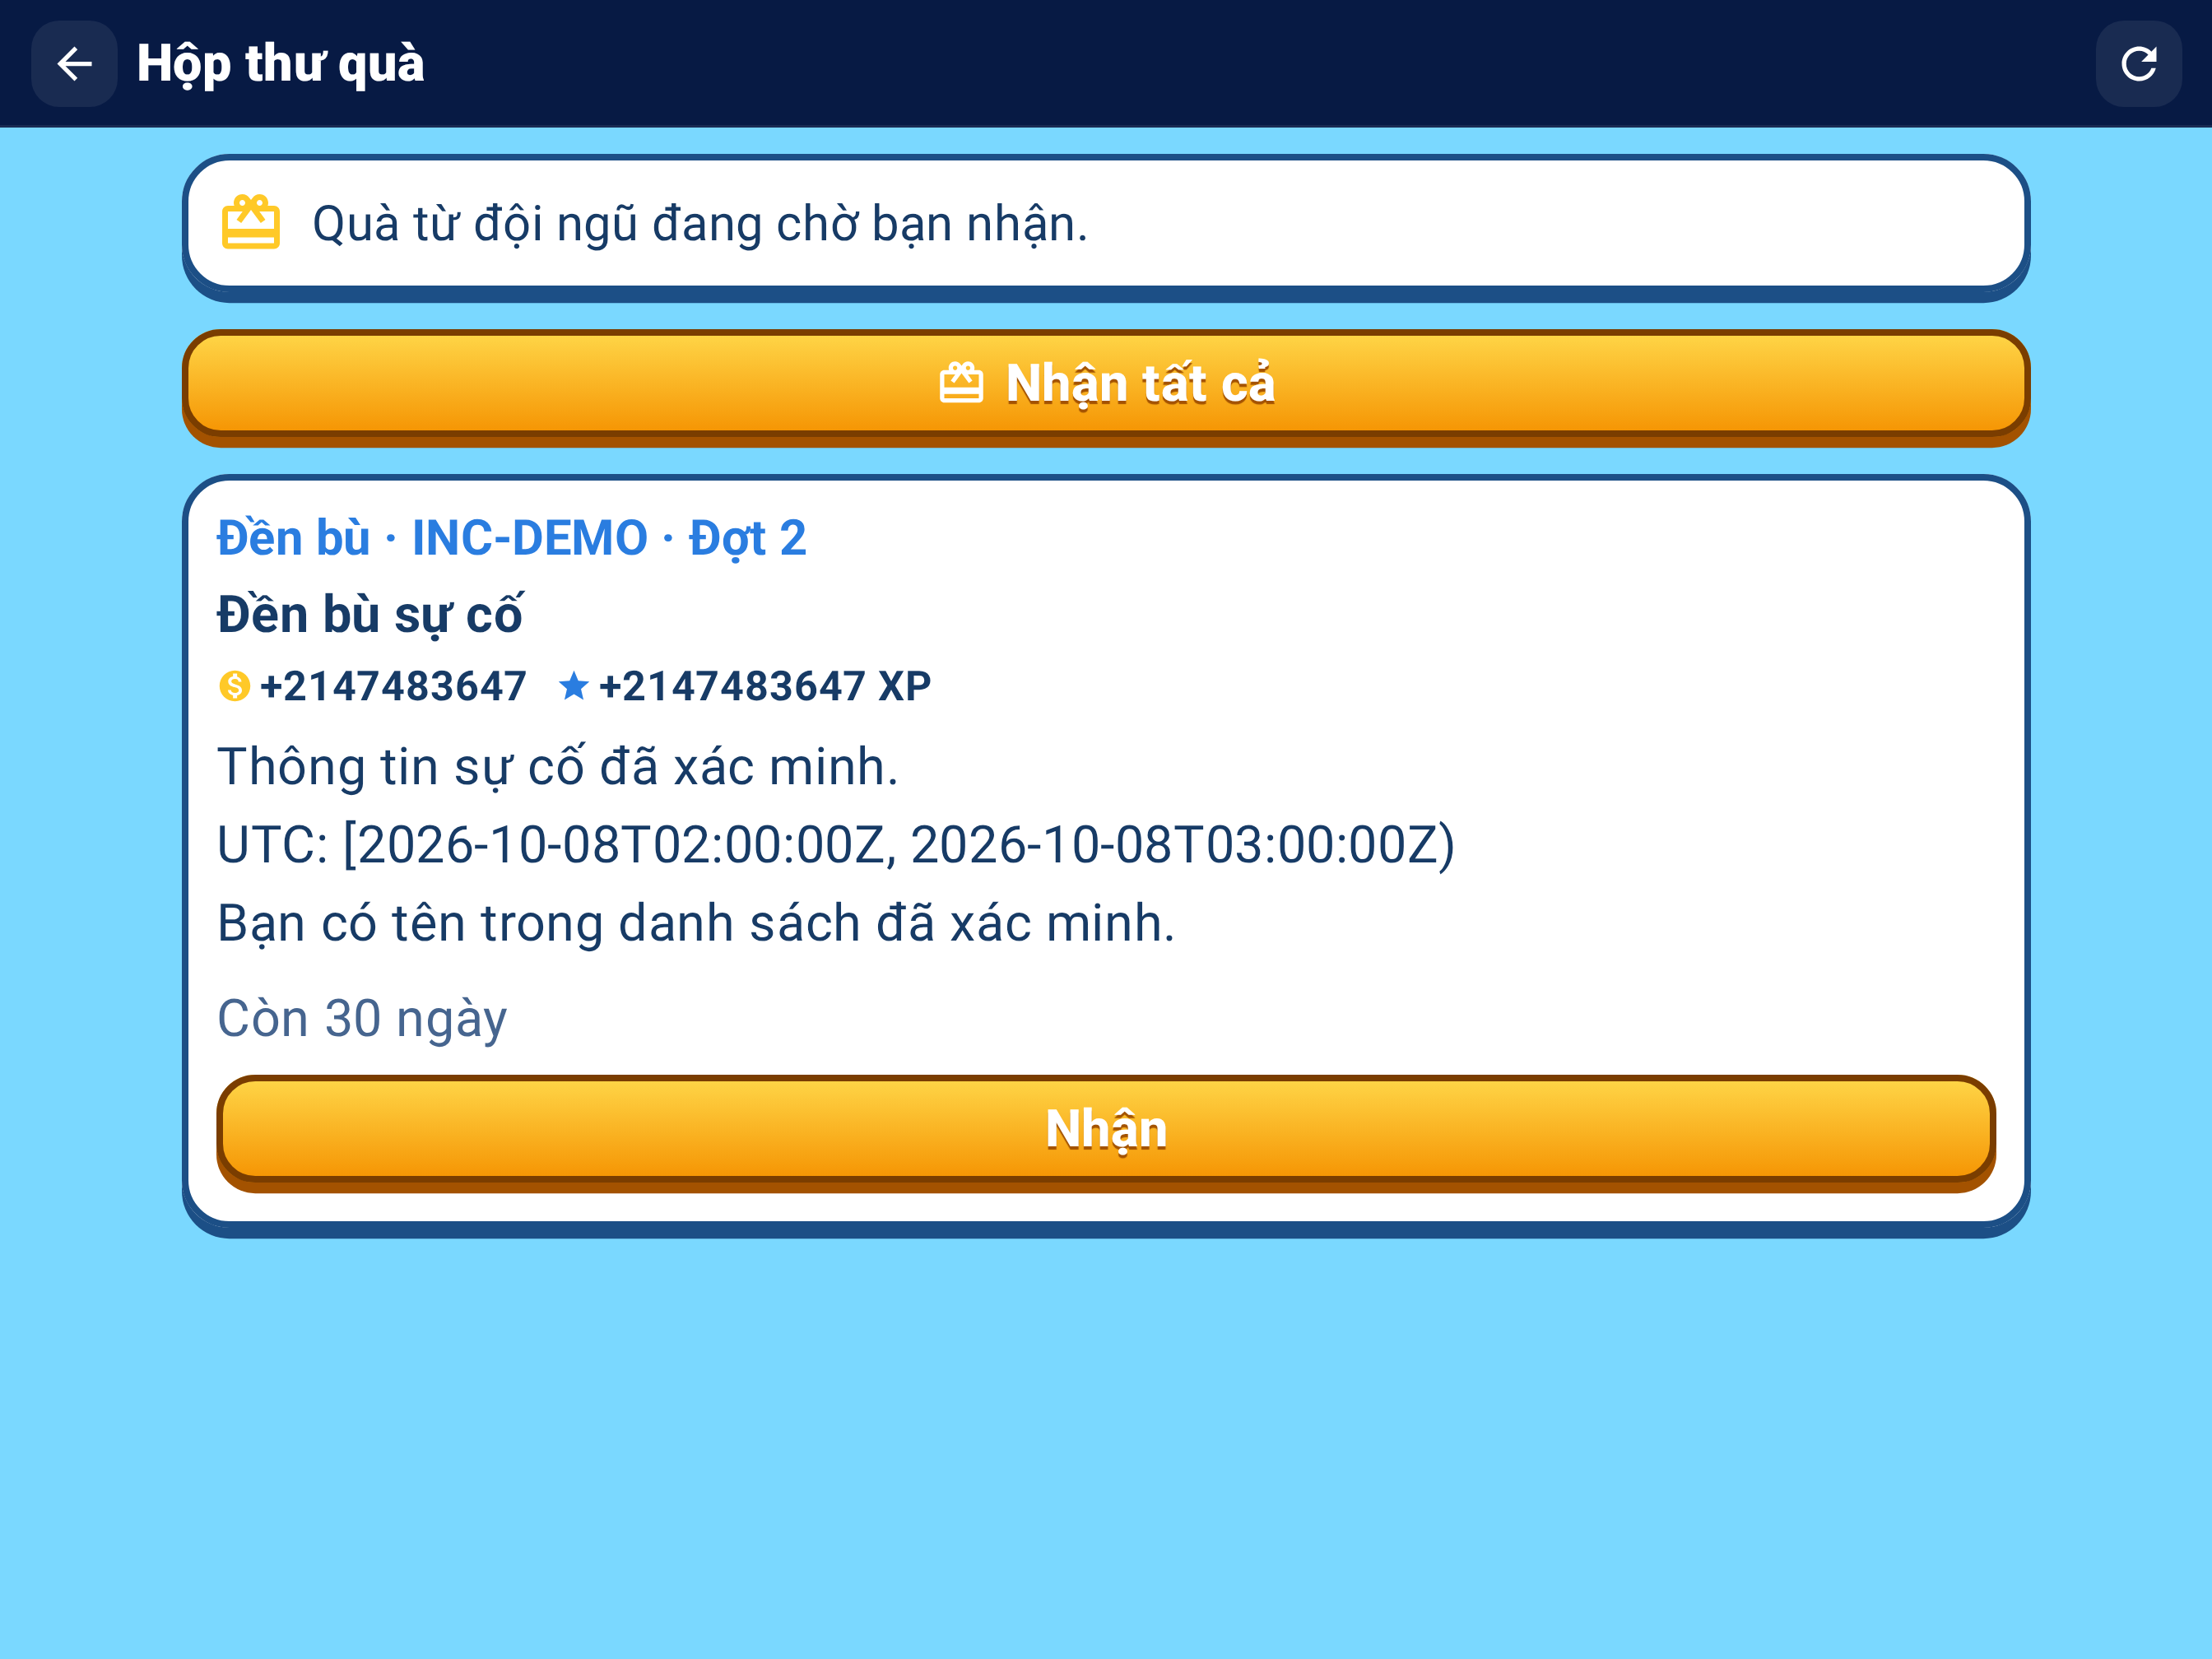 Hộp thư quà
Quà từ đội ngũ đang chờ bạn nhận.
Nhận tất cả
Đền bù · INC-DEMO · Đợt 2
Đền bù sự cố
+2147483647 +2147483647 XP
Thông tin sự cố đã xác minh.
UTC: [2026-10-08T02:00:00Z, 2026-10-08T03:00:00Z)
Bạn có tên trong danh sách đã xác minh.
Còn 30 ngày
Nhận